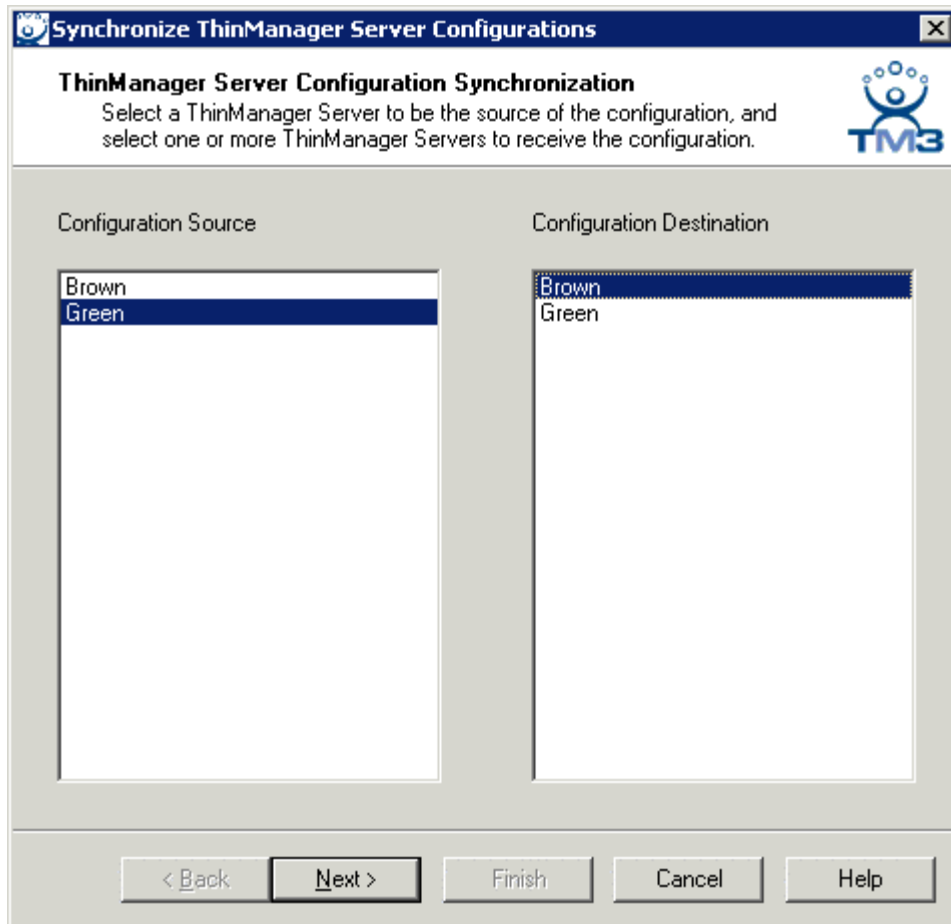 Synchronize ThinManager Server Configurations
ThinManager Server Configuration Synchronization
Select a ThinManager Server to be the source of the configuration, and
select one or more ThinManager Servers to receive the configuration.
TM3
Configuration Source
Configuration Destination
Brown
Green
Brown
Green
< Back
Next >
Finish
Cancel
Help